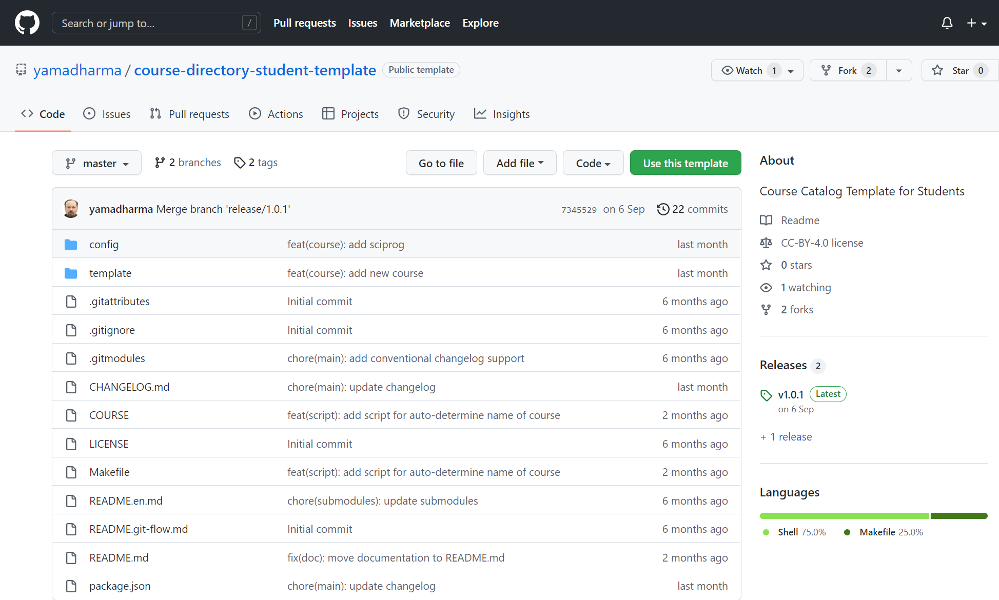 Search or jump to... / Pull requests Issues Marketplace Explore
yamadharma / course-directory-student-template Public template Watch 1 Fork 2 Star 0
Code Issues Pull requests Actions Projects Security Insights
master 2 branches 2 tags Go to file Add file Code Use this template
yamadharma Merge branch 'release/1.0.1' 7345529 on 6 Sep 22 commits
config feat(course): add sciprog last month
template feat(course): add new course last month
.gitattributes Initial commit 6 months ago
.gitignore Initial commit 6 months ago
.gitmodules chore(main): add conventional changelog support 6 months ago
CHANGELOG.md chore(main): update changelog last month
COURSE feat(script): add script for auto-determine name of course 2 months ago
LICENSE Initial commit 6 months ago
Makefile feat(script): add script for auto-determine name of course 2 months ago
README.en.md chore(submodules): update submodules 6 months ago
README.git-flow.md Initial commit 6 months ago
README.md fix(doc): move documentation to README.md 2 months ago
package.json chore(main): update changelog last month
About
Course Catalog Template for Students
Readme
CC-BY-4.0 license
0 stars
1 watching
2 forks
Releases 2
v1.0.1 Latest
on 6 Sep
+ 1 release
Languages
Shell 75.0% Makefile 25.0%